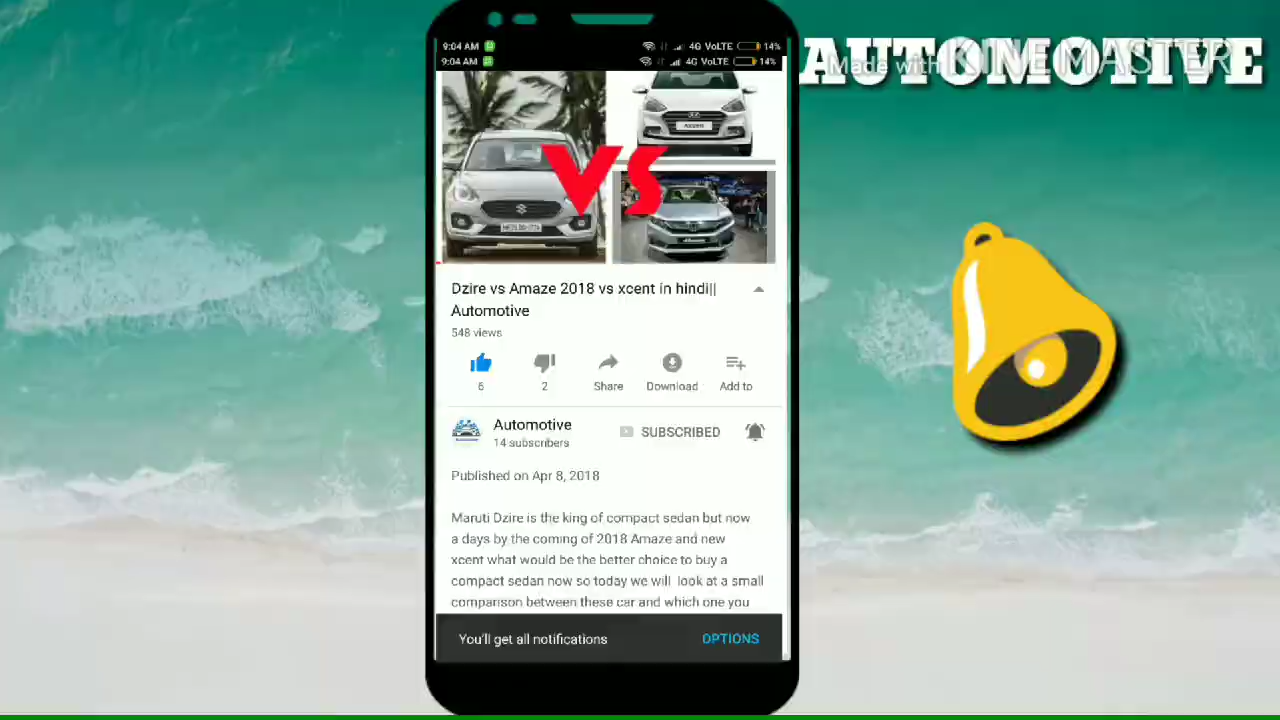 AUTOMOTIVE
Made with KINEMASTER
9:04 AM 4G VoLTE 14%
9:04 AM 4G VoLTE 14%
VS
Dzire vs Amaze 2018 vs xcent in hindi||
Automotive
548 views
6 2 Share Download Add to
Automotive
14 subscribers
SUBSCRIBED
Published on Apr 8, 2018
Maruti Dzire is the king of compact sedan but now
a days by the coming of 2018 Amaze and new
xcent what would be the better choice to buy a
compact sedan now so today we will look at a small
comparison between these car and which one you
You'll get all notifications OPTIONS